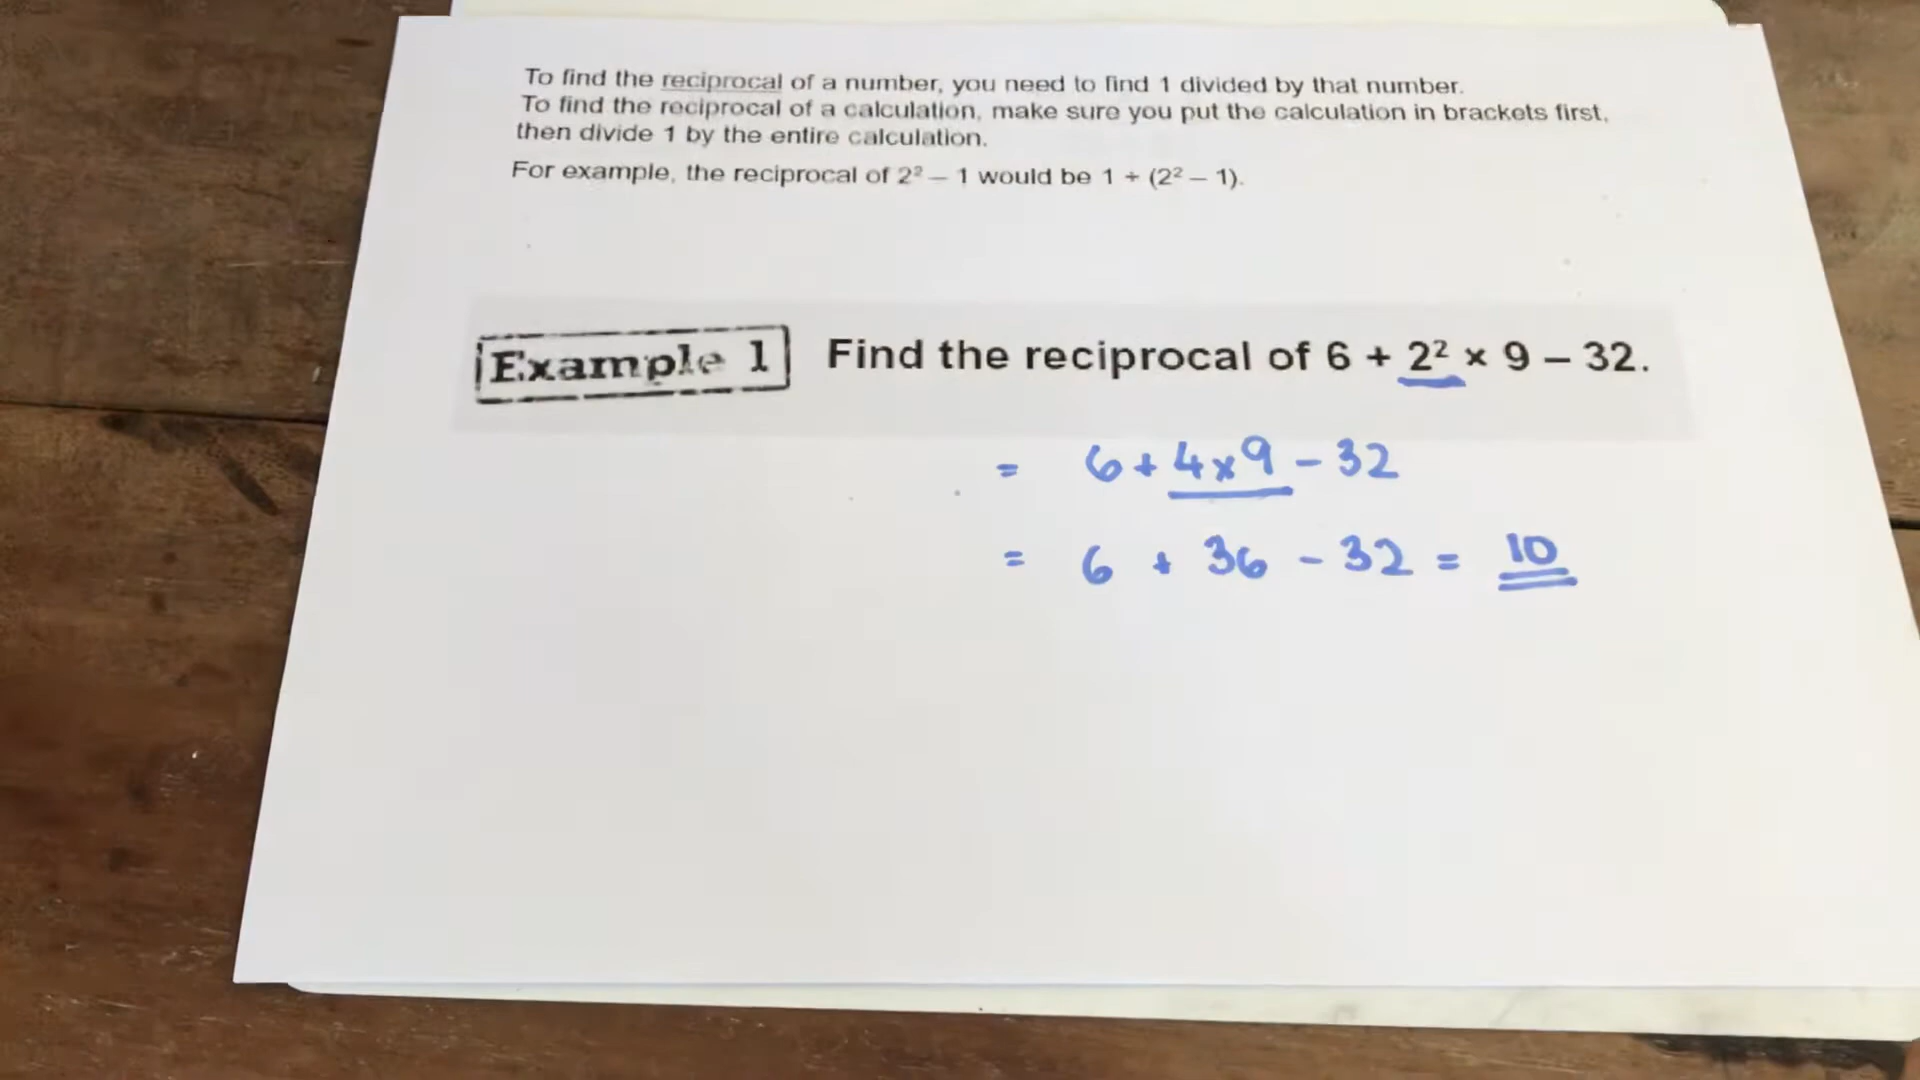 To find the reciprocal of a number, you need to find 1 divided by that number.
To find the reciprocal of a calculation, make sure you put the calculation in brackets first,
then divide 1 by the entire calculation.
For example, the reciprocal of 2² – 1 would be 1 ÷ (2² – 1).
Example 1 Find the reciprocal of 6 + 2² × 9 – 32.
= 6 + 4 × 9 - 32
= 6 + 36 - 32 = 10